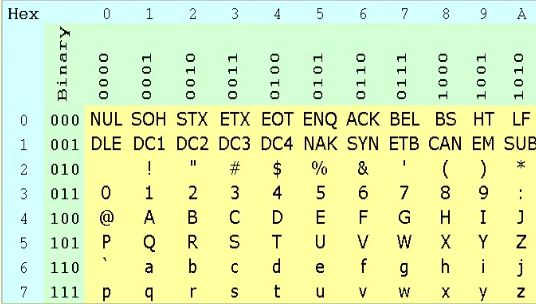 Hex 0 1 2 3 4 5 6 7 8 9 A
Binary 0000 0001 0010 0011 0100 0101 0110 0111 1000 1001 1010
0 000 NUL SOH STX ETX EOT ENQ ACK BEL BS HT LF
1 001 DLE DC1 DC2 DC3 DC4 NAK SYN ETB CAN EM SUB
2 010 ! " # $ % & ' ( ) *
3 011 0 1 2 3 4 5 6 7 8 9 :
4 100 @ A B C D E F G H I J
5 101 P Q R S T U V W X Y Z
6 110 ` a b c d e f g h i j
7 111 p q r s t u v w x y z